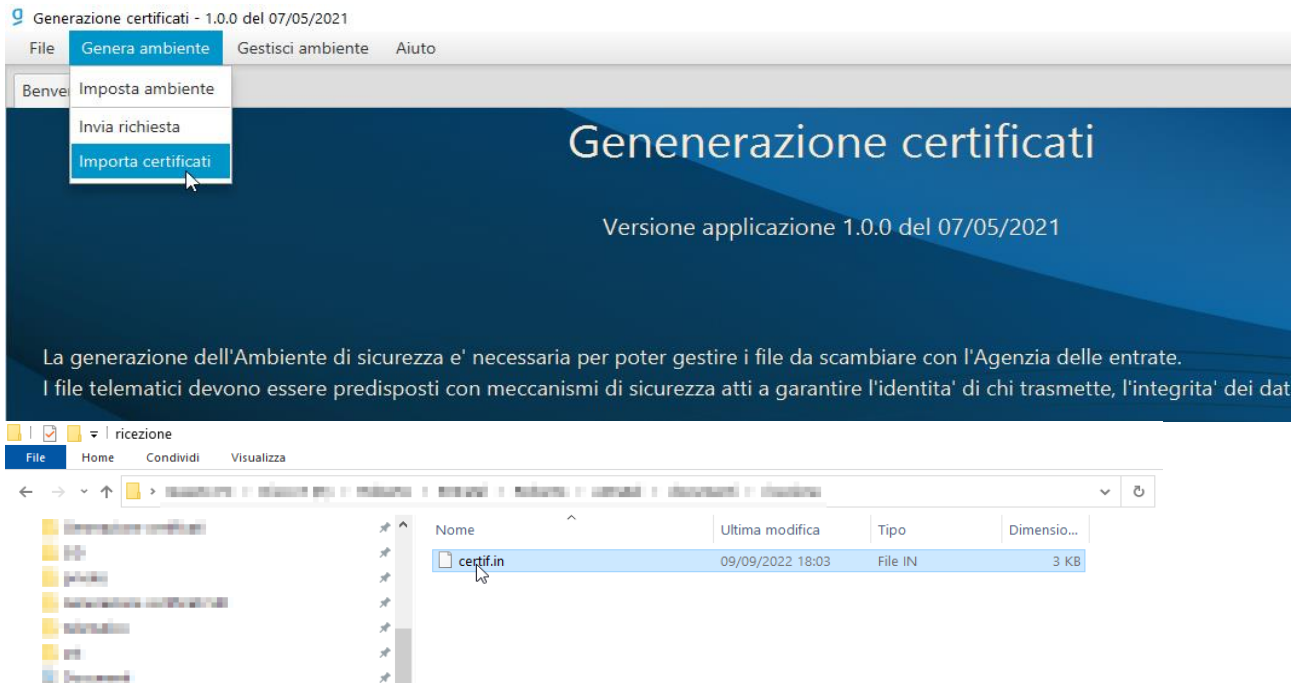 Generazione certificati - 1.0.0 del 07/05/2021
File Genera ambiente Gestisci ambiente Aiuto
Benve Imposta ambiente
Invia richiesta
Importa certificati
Genenerazione certificati
Versione applicazione 1.0.0 del 07/05/2021
La generazione dell'Ambiente di sicurezza e' necessaria per poter gestire i file da scambiare con l'Agenzia delle entrate.
I file telematici devono essere predisposti con meccanismi di sicurezza atti a garantire l'identita' di chi trasmette, l'integrita' dei dat
ricezione
File Home Condividi Visualizza
Nome Ultima modifica Tipo Dimensio...
certif.in 09/09/2022 18:03 File IN 3 KB